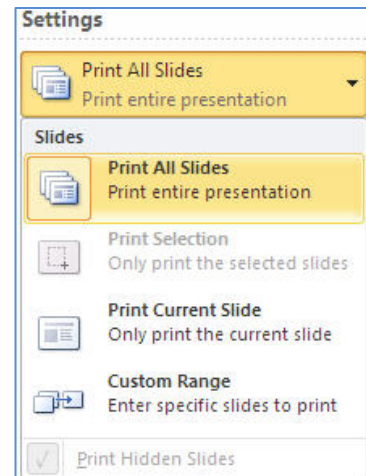 Settings
Print All Slides
Print entire presentation
Slides
Print All Slides
Print entire presentation
Print Selection
Only print the selected slides
Print Current Slide
Only print the current slide
Custom Range
Enter specific slides to print
Print Hidden Slides